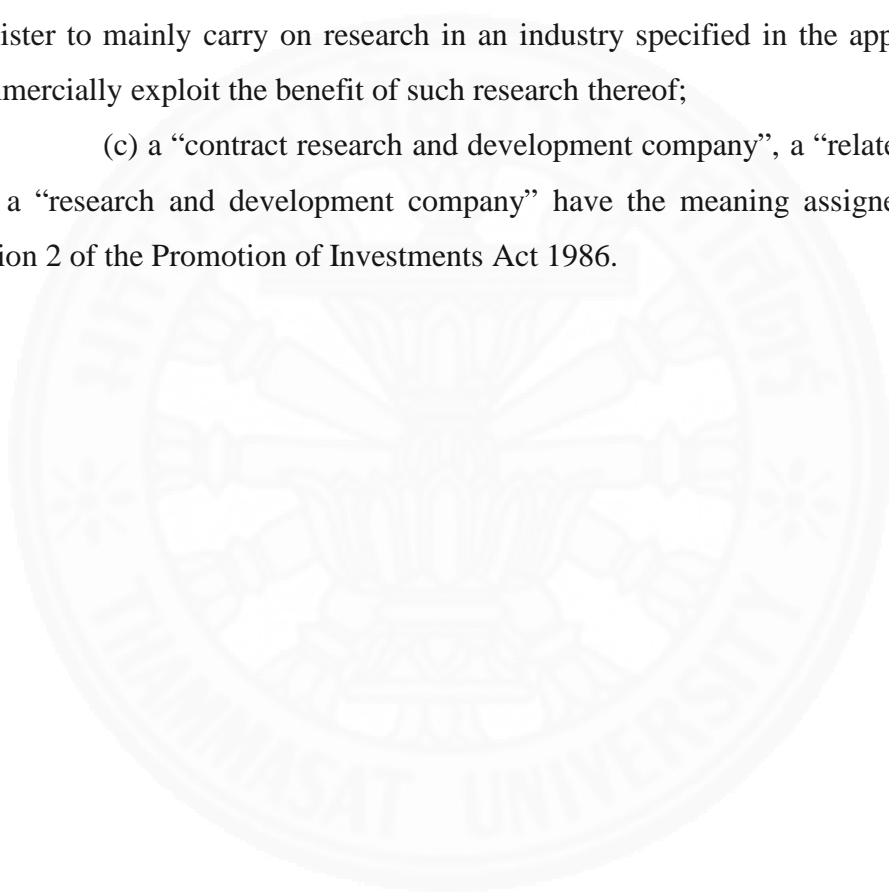 ister to mainly carry on research in an industry specified in the app
mercially exploit the benefit of such research thereof;
(c) a “contract research and development company”, a “relate
a “research and development company” have the meaning assigne
ion 2 of the Promotion of Investments Act 1986.
THAMMASAT UNIVERSITY